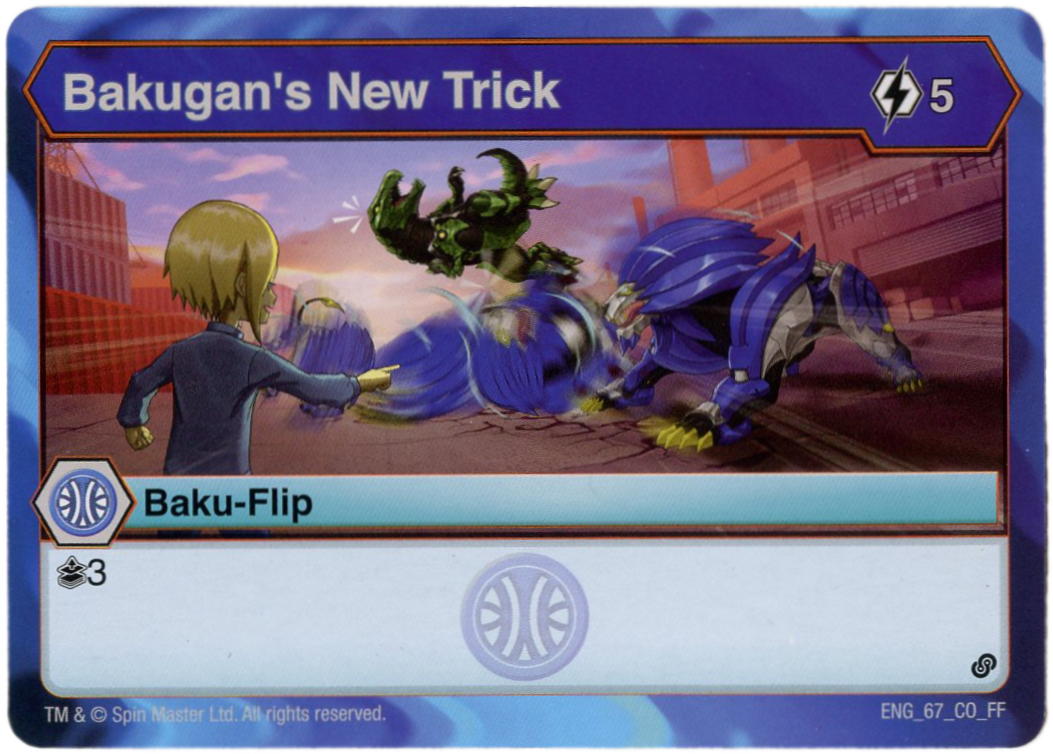 Bakugan's New Trick
5
Baku-Flip
3
TM & © Spin Master Ltd. All rights reserved.
ENG_67_CO_FF